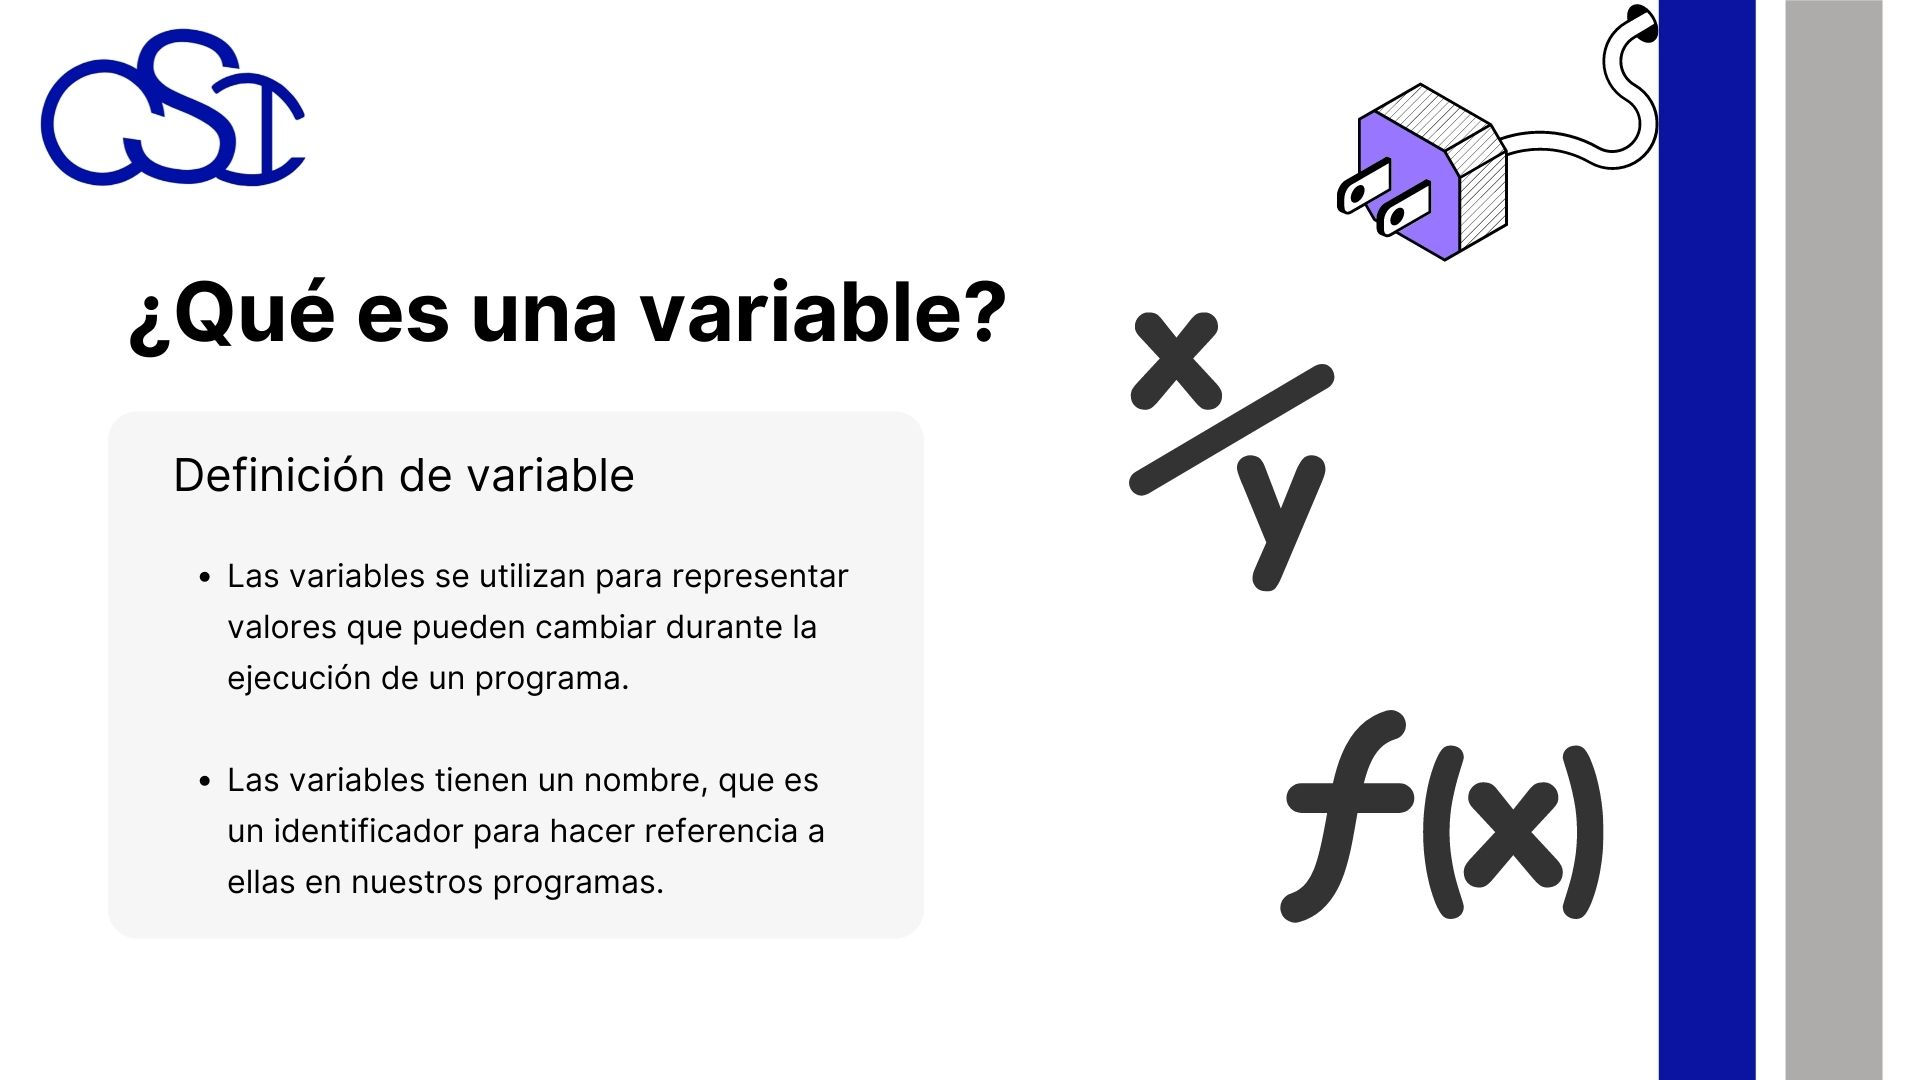 CSI
¿Qué es una variable?
x/y
Definición de variable
• Las variables se utilizan para representar
valores que pueden cambiar durante la
ejecución de un programa.
• Las variables tienen un nombre, que es
un identificador para hacer referencia a
ellas en nuestros programas.
f(x)